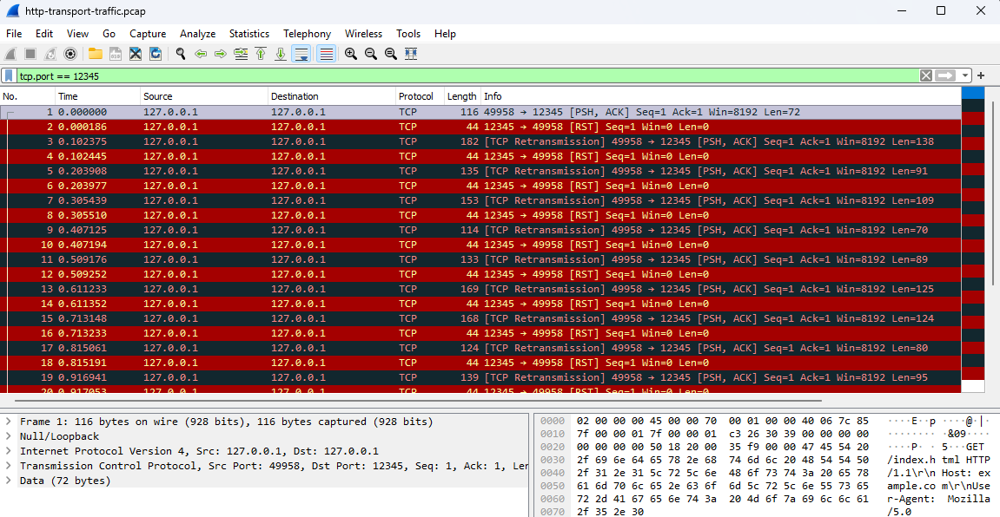 http-transport-traffic.pcap
File Edit View Go Capture Analyze Statistics Telephony Wireless Tools Help
tcp.port == 12345
No. Time Source Destination Protocol Length Info
1 0.000000 127.0.0.1 127.0.0.1 TCP 116 49958 → 12345 [PSH, ACK] Seq=1 Ack=1 Win=8192 Len=72
2 0.000186 127.0.0.1 127.0.0.1 TCP 44 12345 → 49958 [RST] Seq=1 Win=0 Len=0
3 0.102375 127.0.0.1 127.0.0.1 TCP 182 [TCP Retransmission] 49958 → 12345 [PSH, ACK] Seq=1 Ack=1 Win=8192 Len=138
4 0.102445 127.0.0.1 127.0.0.1 TCP 44 12345 → 49958 [RST] Seq=1 Win=0 Len=0
5 0.203908 127.0.0.1 127.0.0.1 TCP 135 [TCP Retransmission] 49958 → 12345 [PSH, ACK] Seq=1 Ack=1 Win=8192 Len=91
6 0.203977 127.0.0.1 127.0.0.1 TCP 44 12345 → 49958 [RST] Seq=1 Win=0 Len=0
7 0.305439 127.0.0.1 127.0.0.1 TCP 153 [TCP Retransmission] 49958 → 12345 [PSH, ACK] Seq=1 Ack=1 Win=8192 Len=109
8 0.305510 127.0.0.1 127.0.0.1 TCP 44 12345 → 49958 [RST] Seq=1 Win=0 Len=0
9 0.407125 127.0.0.1 127.0.0.1 TCP 114 [TCP Retransmission] 49958 → 12345 [PSH, ACK] Seq=1 Ack=1 Win=8192 Len=70
10 0.407194 127.0.0.1 127.0.0.1 TCP 44 12345 → 49958 [RST] Seq=1 Win=0 Len=0
11 0.509176 127.0.0.1 127.0.0.1 TCP 133 [TCP Retransmission] 49958 → 12345 [PSH, ACK] Seq=1 Ack=1 Win=8192 Len=89
12 0.509252 127.0.0.1 127.0.0.1 TCP 44 12345 → 49958 [RST] Seq=1 Win=0 Len=0
13 0.611233 127.0.0.1 127.0.0.1 TCP 169 [TCP Retransmission] 49958 → 12345 [PSH, ACK] Seq=1 Ack=1 Win=8192 Len=125
14 0.611352 127.0.0.1 127.0.0.1 TCP 44 12345 → 49958 [RST] Seq=1 Win=0 Len=0
15 0.713148 127.0.0.1 127.0.0.1 TCP 168 [TCP Retransmission] 49958 → 12345 [PSH, ACK] Seq=1 Ack=1 Win=8192 Len=124
16 0.713233 127.0.0.1 127.0.0.1 TCP 44 12345 → 49958 [RST] Seq=1 Win=0 Len=0
17 0.815061 127.0.0.1 127.0.0.1 TCP 124 [TCP Retransmission] 49958 → 12345 [PSH, ACK] Seq=1 Ack=1 Win=8192 Len=80
18 0.815191 127.0.0.1 127.0.0.1 TCP 44 12345 → 49958 [RST] Seq=1 Win=0 Len=0
19 0.916941 127.0.0.1 127.0.0.1 TCP 139 [TCP Retransmission] 49958 → 12345 [PSH, ACK] Seq=1 Ack=1 Win=8192 Len=95
20 0.917053 127.0.0.1 127.0.0.1 TCP 44 12345 → 49958 [RST] Seq=1 Win=0 Len=0
Frame 1: 116 bytes on wire (928 bits), 116 bytes captured (928 bits)
Null/Loopback
Internet Protocol Version 4, Src: 127.0.0.1, Dst: 127.0.0.1
Transmission Control Protocol, Src Port: 49958, Dst Port: 12345, Seq: 1, Ack: 1, Ler
Data (72 bytes)
0000 02 00 00 00 45 00 00 70 00 01 00 00 40 06 7c 85 ····E··p ····@·|·
0010 7f 00 00 01 7f 00 00 01 c3 26 30 39 00 00 00 00 ········ ·&09····
0020 00 00 00 00 50 18 20 00 35 f9 00 00 47 45 54 20 ····P· · 5···GET
0030 2f 69 6e 64 65 78 2e 68 74 6d 6c 20 48 54 54 50 /index.h tml HTTP
0040 2f 31 2e 31 5c 72 5c 6e 48 6f 73 74 3a 20 65 78 /1.1\r\n Host: ex
0050 61 6d 70 6c 65 2e 63 6f 6d 5c 72 5c 6e 55 73 65 ample.co m\r\nUse
0060 72 2d 41 67 65 6e 74 3a 20 4d 6f 7a 69 6c 6c 61 r-Agent: Mozilla
0070 2f 35 2e 30 /5.0